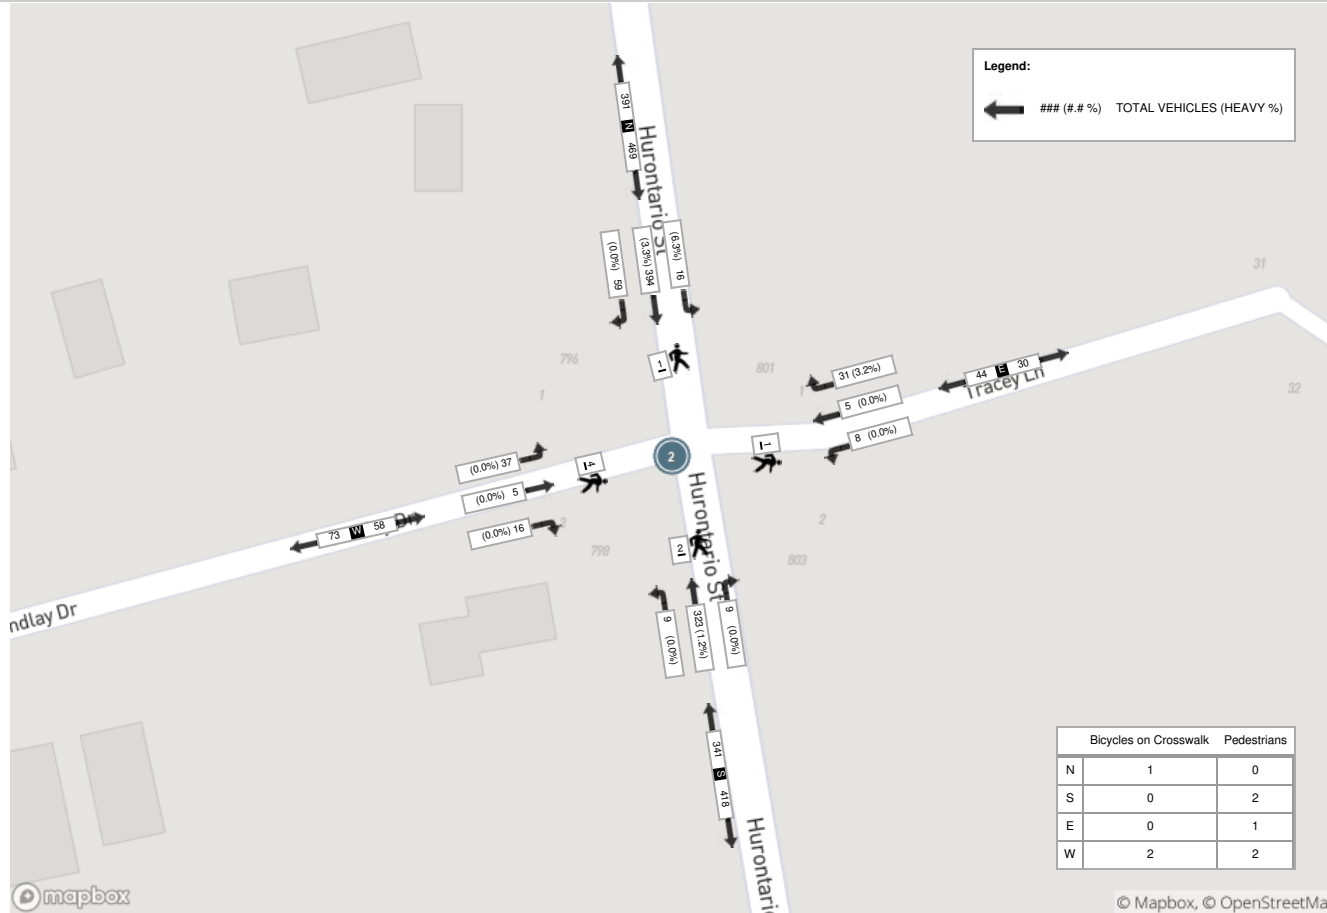 Legend:
### (#.# %) TOTAL VEHICLES (HEAVY %)
391 N 469
Hurontario St
(0.0%) 59
(3.3%) 394
(6.3%) 16
31
796
801
1
1
32
1
31 (3.2%)
5 (0.0%)
8 (0.0%)
44 E 30
Tracey Ln
1
2
(0.0%) 37
4
(0.0%) 5
(0.0%) 16
2
73 W 58
Dr
798
2
803
2
Hurontario St
ndlay Dr
9 (0.0%)
323 (1.2%)
9 (0.0%)
341 S 418
Hurontario
Bicycles on Crosswalk Pedestrians
N 1 0
S 0 2
E 0 1
W 2 2
mapbox
© Mapbox, © OpenStreetMa